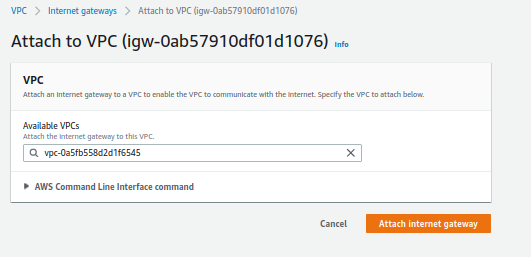 VPC > Internet gateways > Attach to VPC (igw-0ab57910df01d1076)
Attach to VPC (igw-0ab57910df01d1076) Info
VPC
Attach an internet gateway to a VPC to enable the VPC to communicate with the internet. Specify the VPC to attach below.
Available VPCs
Attach the internet gateway to this VPC.
vpc-0a5fb558d2d1f6545
AWS Command Line Interface command
Cancel
Attach internet gateway